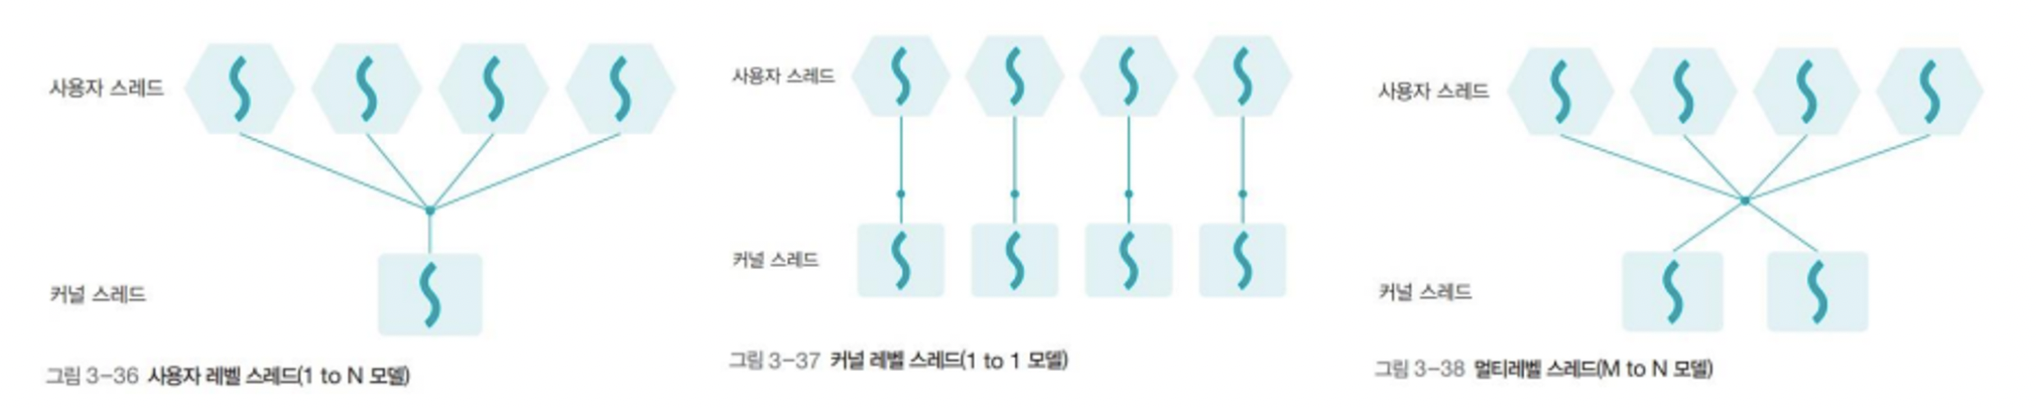 사용자 스레드
커널 스레드
그림 3-36 사용자 레벨 스레드(1 to N 모델)
사용자 스레드
커널 스레드
그림 3-37 커널 레벨 스레드(1 to 1 모델)
사용자 스레드
커널 스레드
그림 3-38 멀티레벨 스레드(M to N 모델)